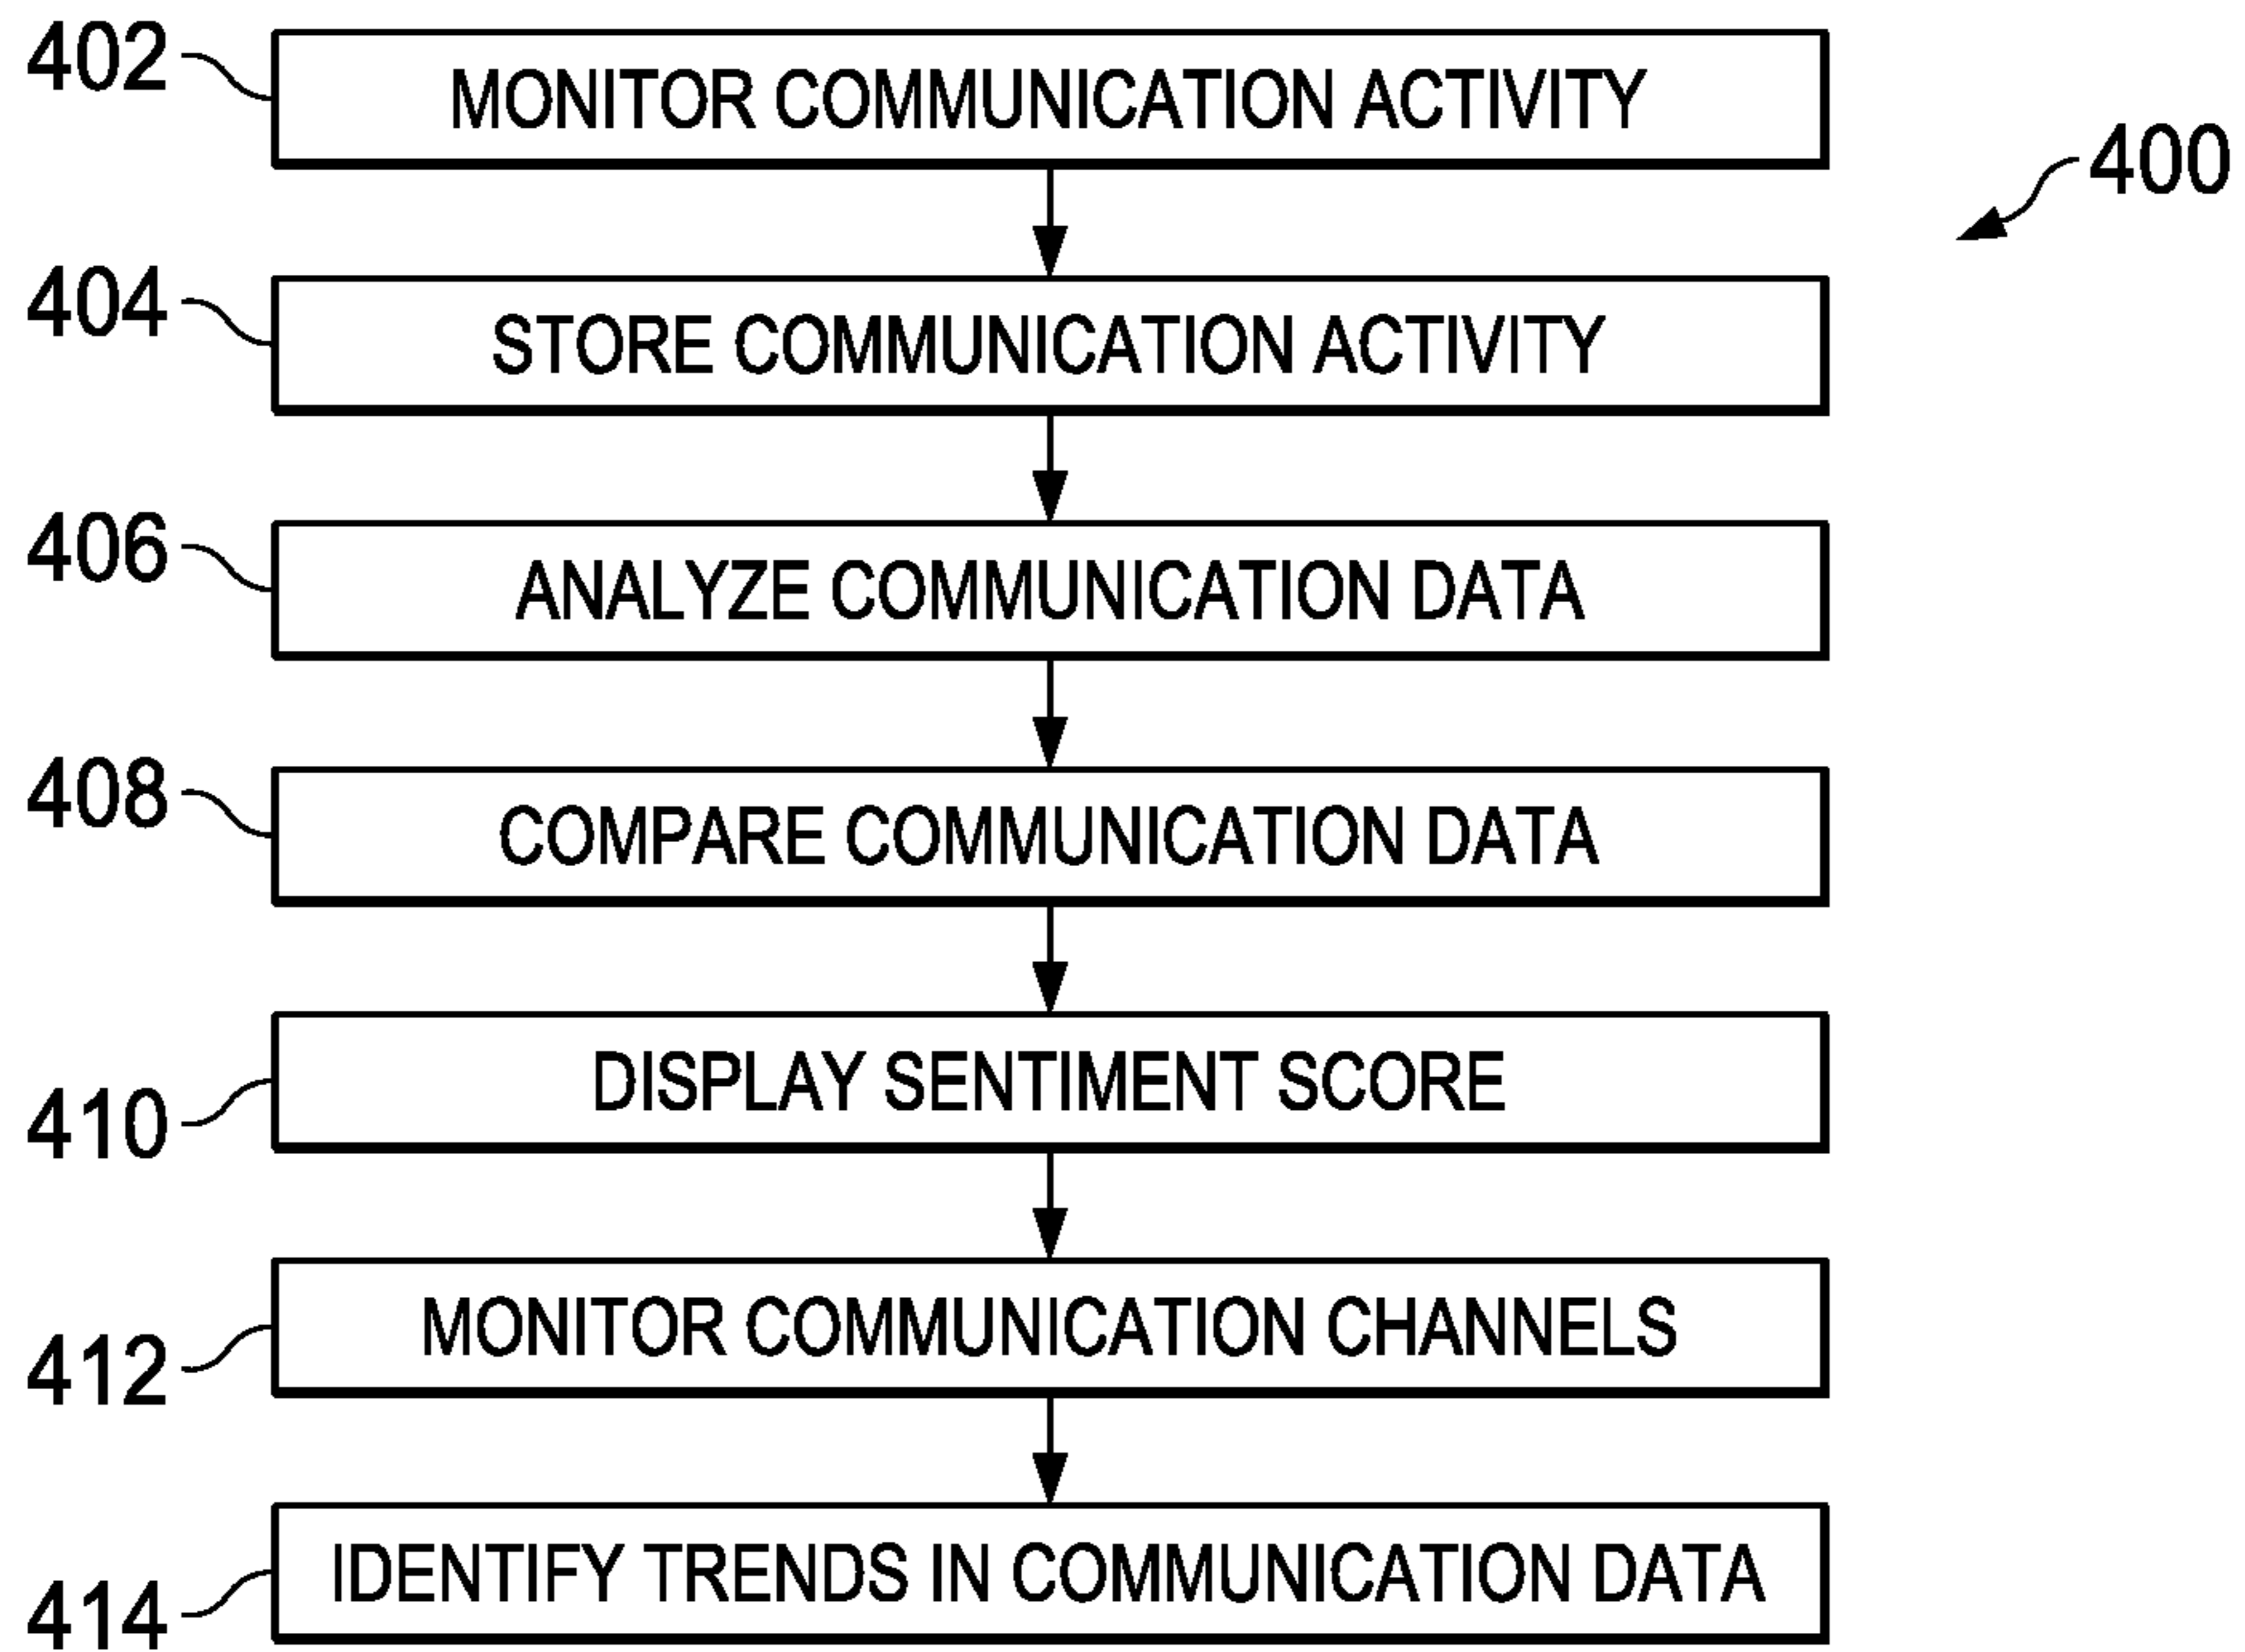 402
MONITOR COMMUNICATION ACTIVITY
400
404
STORE COMMUNICATION ACTIVITY
406
ANALYZE COMMUNICATION DATA
408
COMPARE COMMUNICATION DATA
410
DISPLAY SENTIMENT SCORE
412
MONITOR COMMUNICATION CHANNELS
414
IDENTIFY TRENDS IN COMMUNICATION DATA